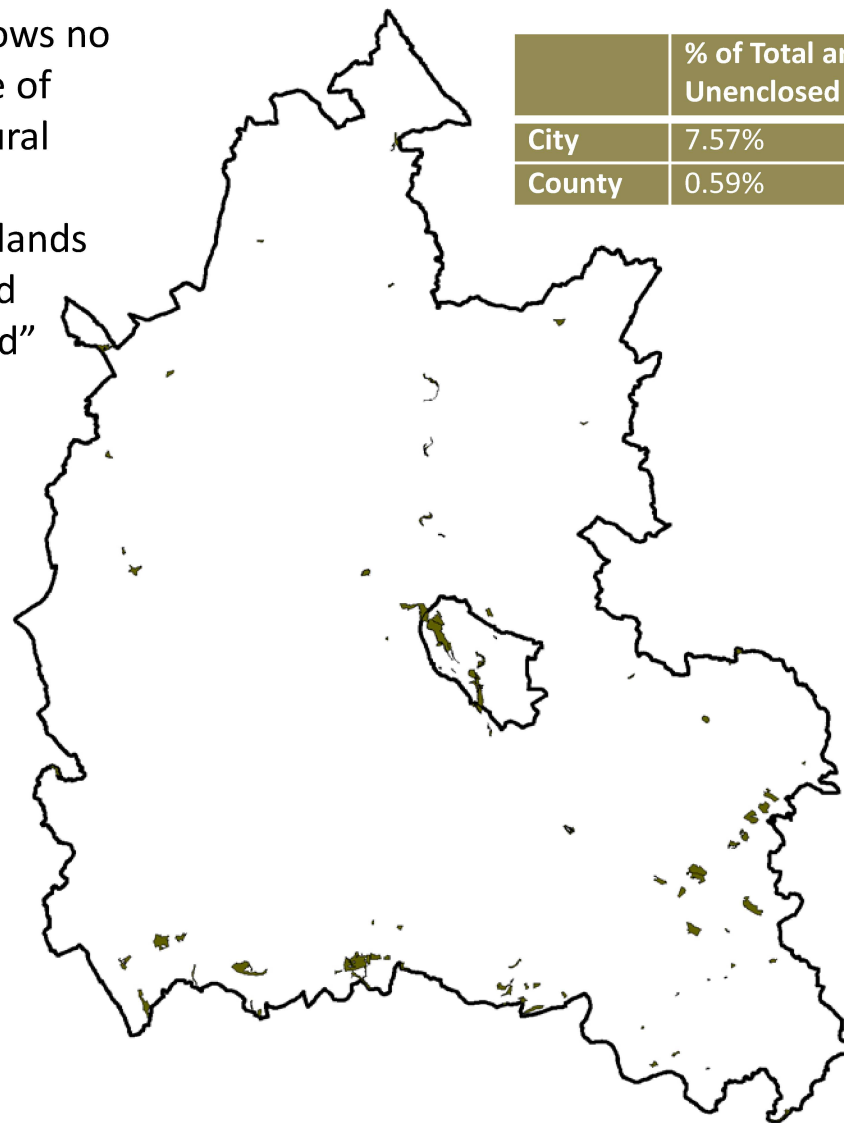 ows no
e of
ural
lands
d
d”
% of Total ar
Unenclosed
City 7.57%
County 0.59%